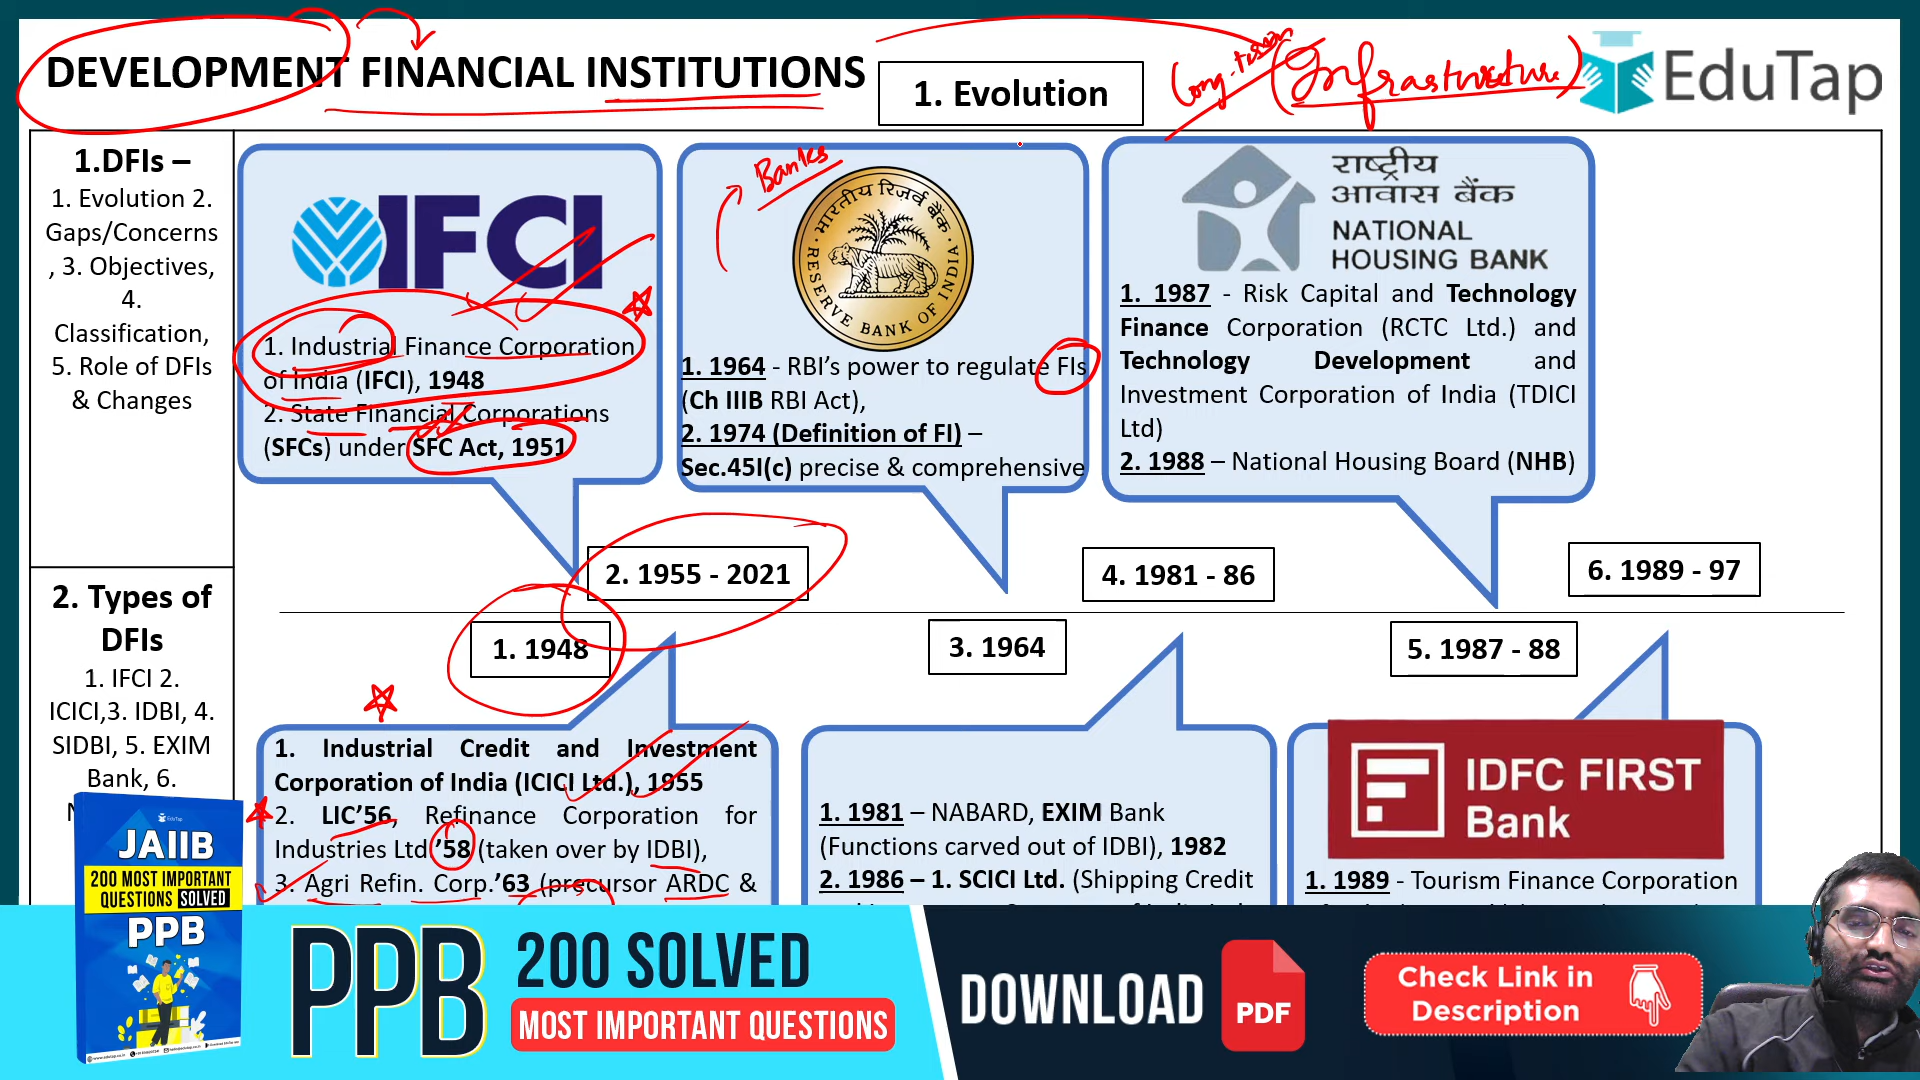 DEVELOPMENT FINANCIAL INSTITUTIONS
1. Evolution
Long-term
(Infrastructure)
EduTap
1.DFIs –
1. Evolution 2.
Gaps/Concerns
, 3. Objectives,
4.
Classification,
5. Role of DFIs
& Changes
2. Types of
DFIs
1. IFCI 2.
ICICI,3. IDBI, 4.
SIDBI, 5. EXIM
Bank, 6.
IFCI
1. Industrial Finance Corporation
of India (IFCI), 1948
2. State Financial Corporations
(SFCs) under SFC Act, 1951
Banks
भारतीय रिज़र्व बैंक
RESERVE BANK OF INDIA
1. 1964 - RBI’s power to regulate FIs
(Ch IIIB RBI Act),
2. 1974 (Definition of FI) –
Sec.45I(c) precise & comprehensive
राष्ट्रीय
आवास बैंक
NATIONAL
HOUSING BANK
1. 1987 - Risk Capital and Technology
Finance Corporation (RCTC Ltd.) and
Technology Development and
Investment Corporation of India (TDICI
Ltd)
2. 1988 – National Housing Board (NHB)
2. 1955 - 2021
4. 1981 - 86
6. 1989 - 97
1. 1948
3. 1964
5. 1987 - 88
1. Industrial Credit and Investment
Corporation of India (ICICI Ltd.), 1955
2. LIC’56, Refinance Corporation for
Industries Ltd.’58 (taken over by IDBI),
3. Agri Refin. Corp.’63 (precursor ARDC &
1. 1981 – NABARD, EXIM Bank
(Functions carved out of IDBI), 1982
2. 1986 – 1. SCICI Ltd. (Shipping Credit
IDFC FIRST
Bank
1. 1989 - Tourism Finance Corporation
EduTap
JAIIB
200 MOST IMPORTANT
QUESTIONS SOLVED
PPB
PPB
200 SOLVED
MOST IMPORTANT QUESTIONS
DOWNLOAD
PDF
Check Link in
Description